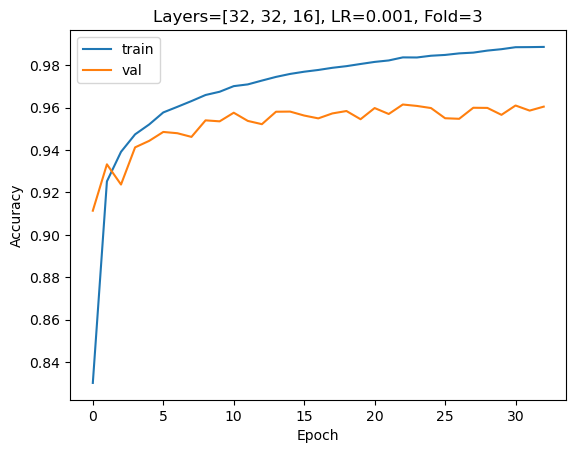 Layers=[32, 32, 16], LR=0.001, Fold=3
train
val
0.98
0.96
0.94
0.92
0.90
0.88
0.86
0.84
Accuracy
0 5 10 15 20 25 30
Epoch